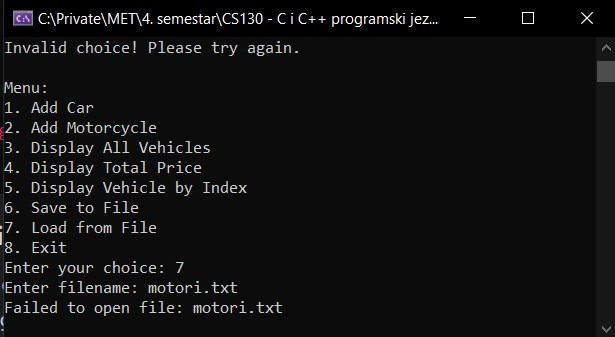 C:\Private\MET\4. semestar\CS130 - C i C++ programski jez...
Invalid choice! Please try again.
Menu:
1. Add Car
2. Add Motorcycle
3. Display All Vehicles
4. Display Total Price
5. Display Vehicle by Index
6. Save to File
7. Load from File
8. Exit
Enter your choice: 7
Enter filename: motori.txt
Failed to open file: motori.txt